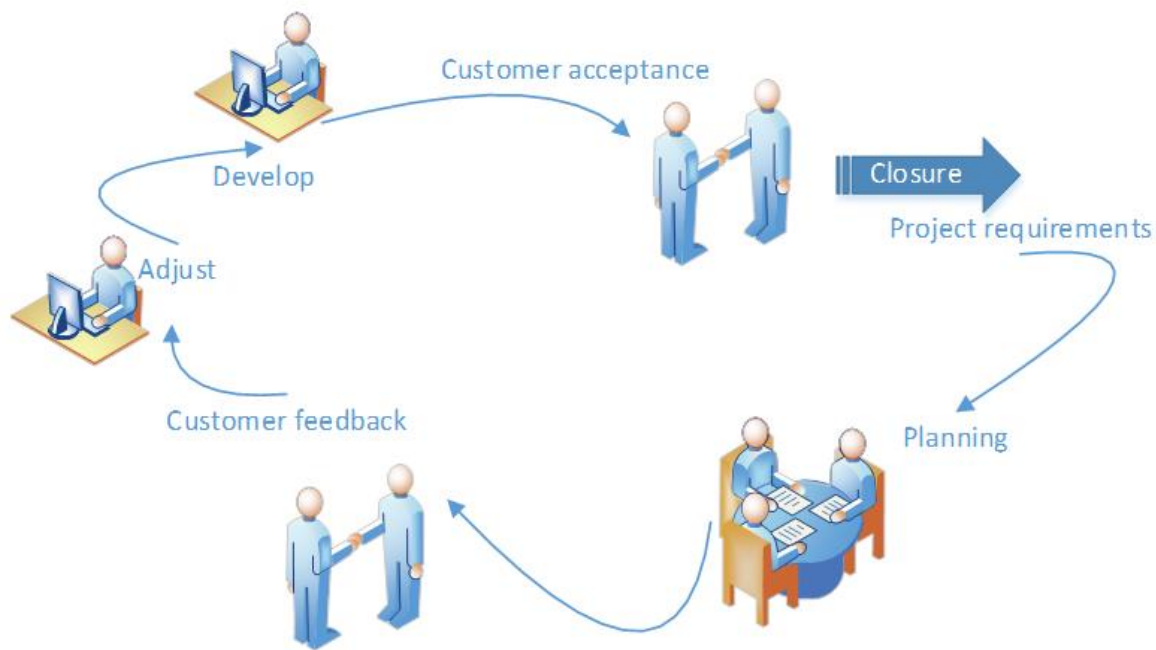 Customer acceptance
Closure
Develop
Project requirements
Adjust
Customer feedback
Planning